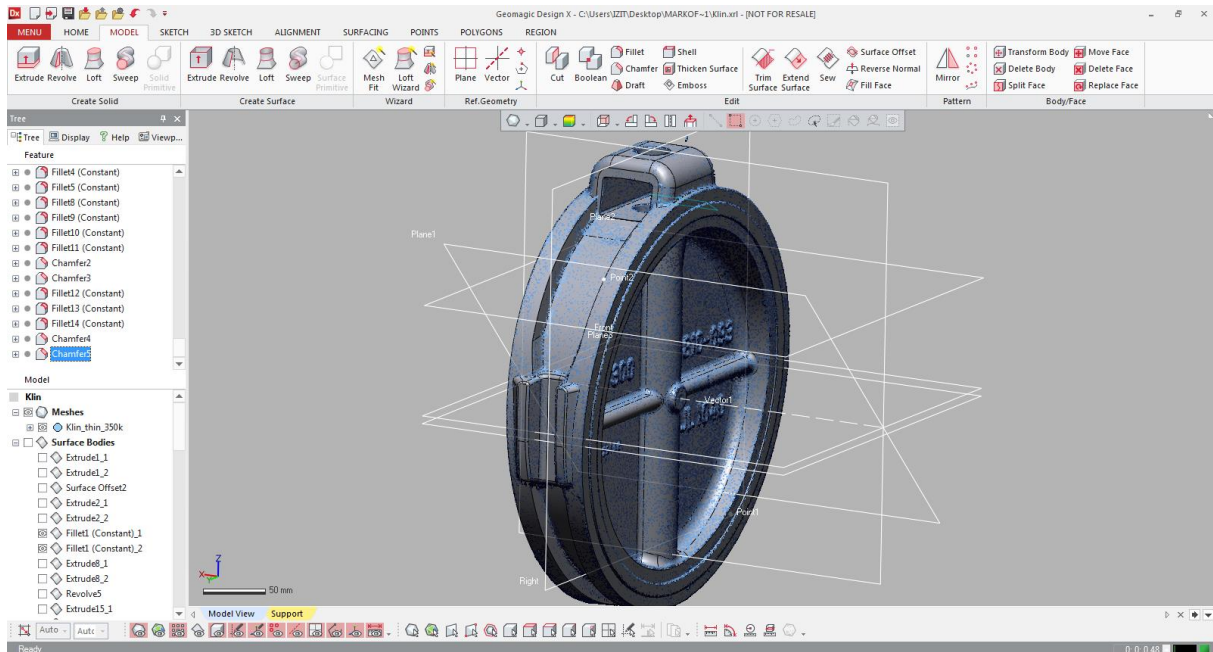 Dx
Geomagic Design X - C:\Users\IZIT\Desktop\MARKOF~1\Klin.xrl - [NOT FOR RESALE]
MENU HOME MODEL SKETCH 3D SKETCH ALIGNMENT SURFACING POINTS POLYGONS REGION
Extrude Revolve Loft Sweep Solid Primitive
Extrude Revolve Loft Sweep Surface Primitive
Mesh Fit Loft Wizard
Plane Vector
Cut Boolean
Fillet Shell
Chamfer Thicken Surface
Draft Emboss
Trim Surface Extend Surface Sew
Surface Offset
Reverse Normal
Fill Face
Mirror
Transform Body Move Face
Delete Body Delete Face
Split Face Replace Face
Create Solid Create Surface Wizard Ref.Geometry Edit Pattern Body/Face
Tree
Tree Display Help Viewp...
Feature
Fillet4 (Constant)
Fillet5 (Constant)
Fillet8 (Constant)
Fillet9 (Constant)
Fillet10 (Constant)
Fillet11 (Constant)
Chamfer2
Chamfer3
Fillet12 (Constant)
Fillet13 (Constant)
Fillet14 (Constant)
Chamfer4
Chamfer5
Model
Klin
Meshes
Klin_thin_350k
Surface Bodies
Extrude1_1
Extrude1_2
Surface Offset2
Extrude2_1
Extrude2_2
Fillet1 (Constant)_1
Fillet1 (Constant)_2
Extrude8_1
Extrude8_2
Revolve5
Extrude15_1
Plane2
Plane1
Point2
Front
Plane3
Vector1
Point1
Right
Z
X
50 mm
Model View Support
Auto Auto
Ready
0: 0: 0.48